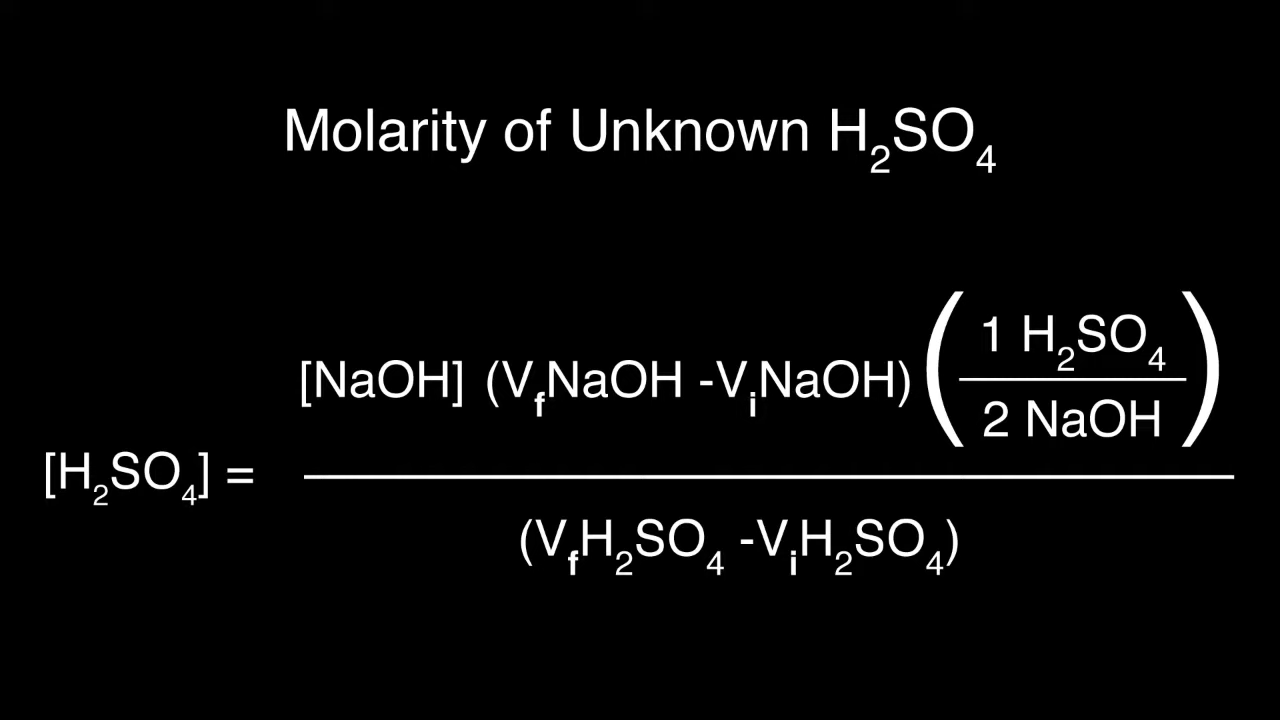 Molarity of Unknown H₂SO₄
1 H₂SO₄
[NaOH] (VfNaOH -ViNaOH)
2 NaOH
[H₂SO₄] =
(VfH₂SO₄ -ViH₂SO₄)